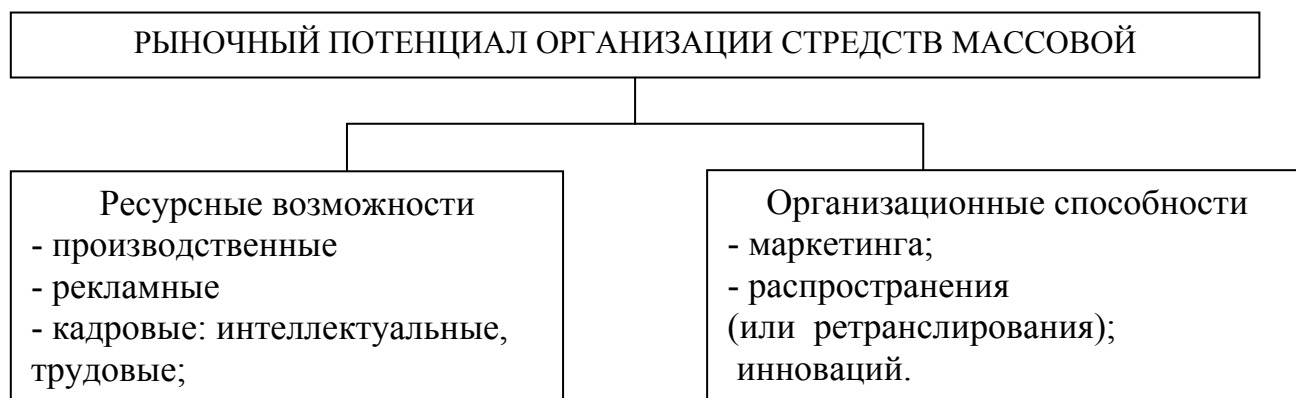 РЫНОЧНЫЙ ПОТЕНЦИАЛ ОРГАНИЗАЦИИ СТРЕДСТВ МАССОВОЙ
Ресурсные возможности
- производственные
- рекламные
- кадровые: интеллектуальные,
трудовые;
Организационные способности
- маркетинга;
- распространения
(или ретранслирования);
инноваций.